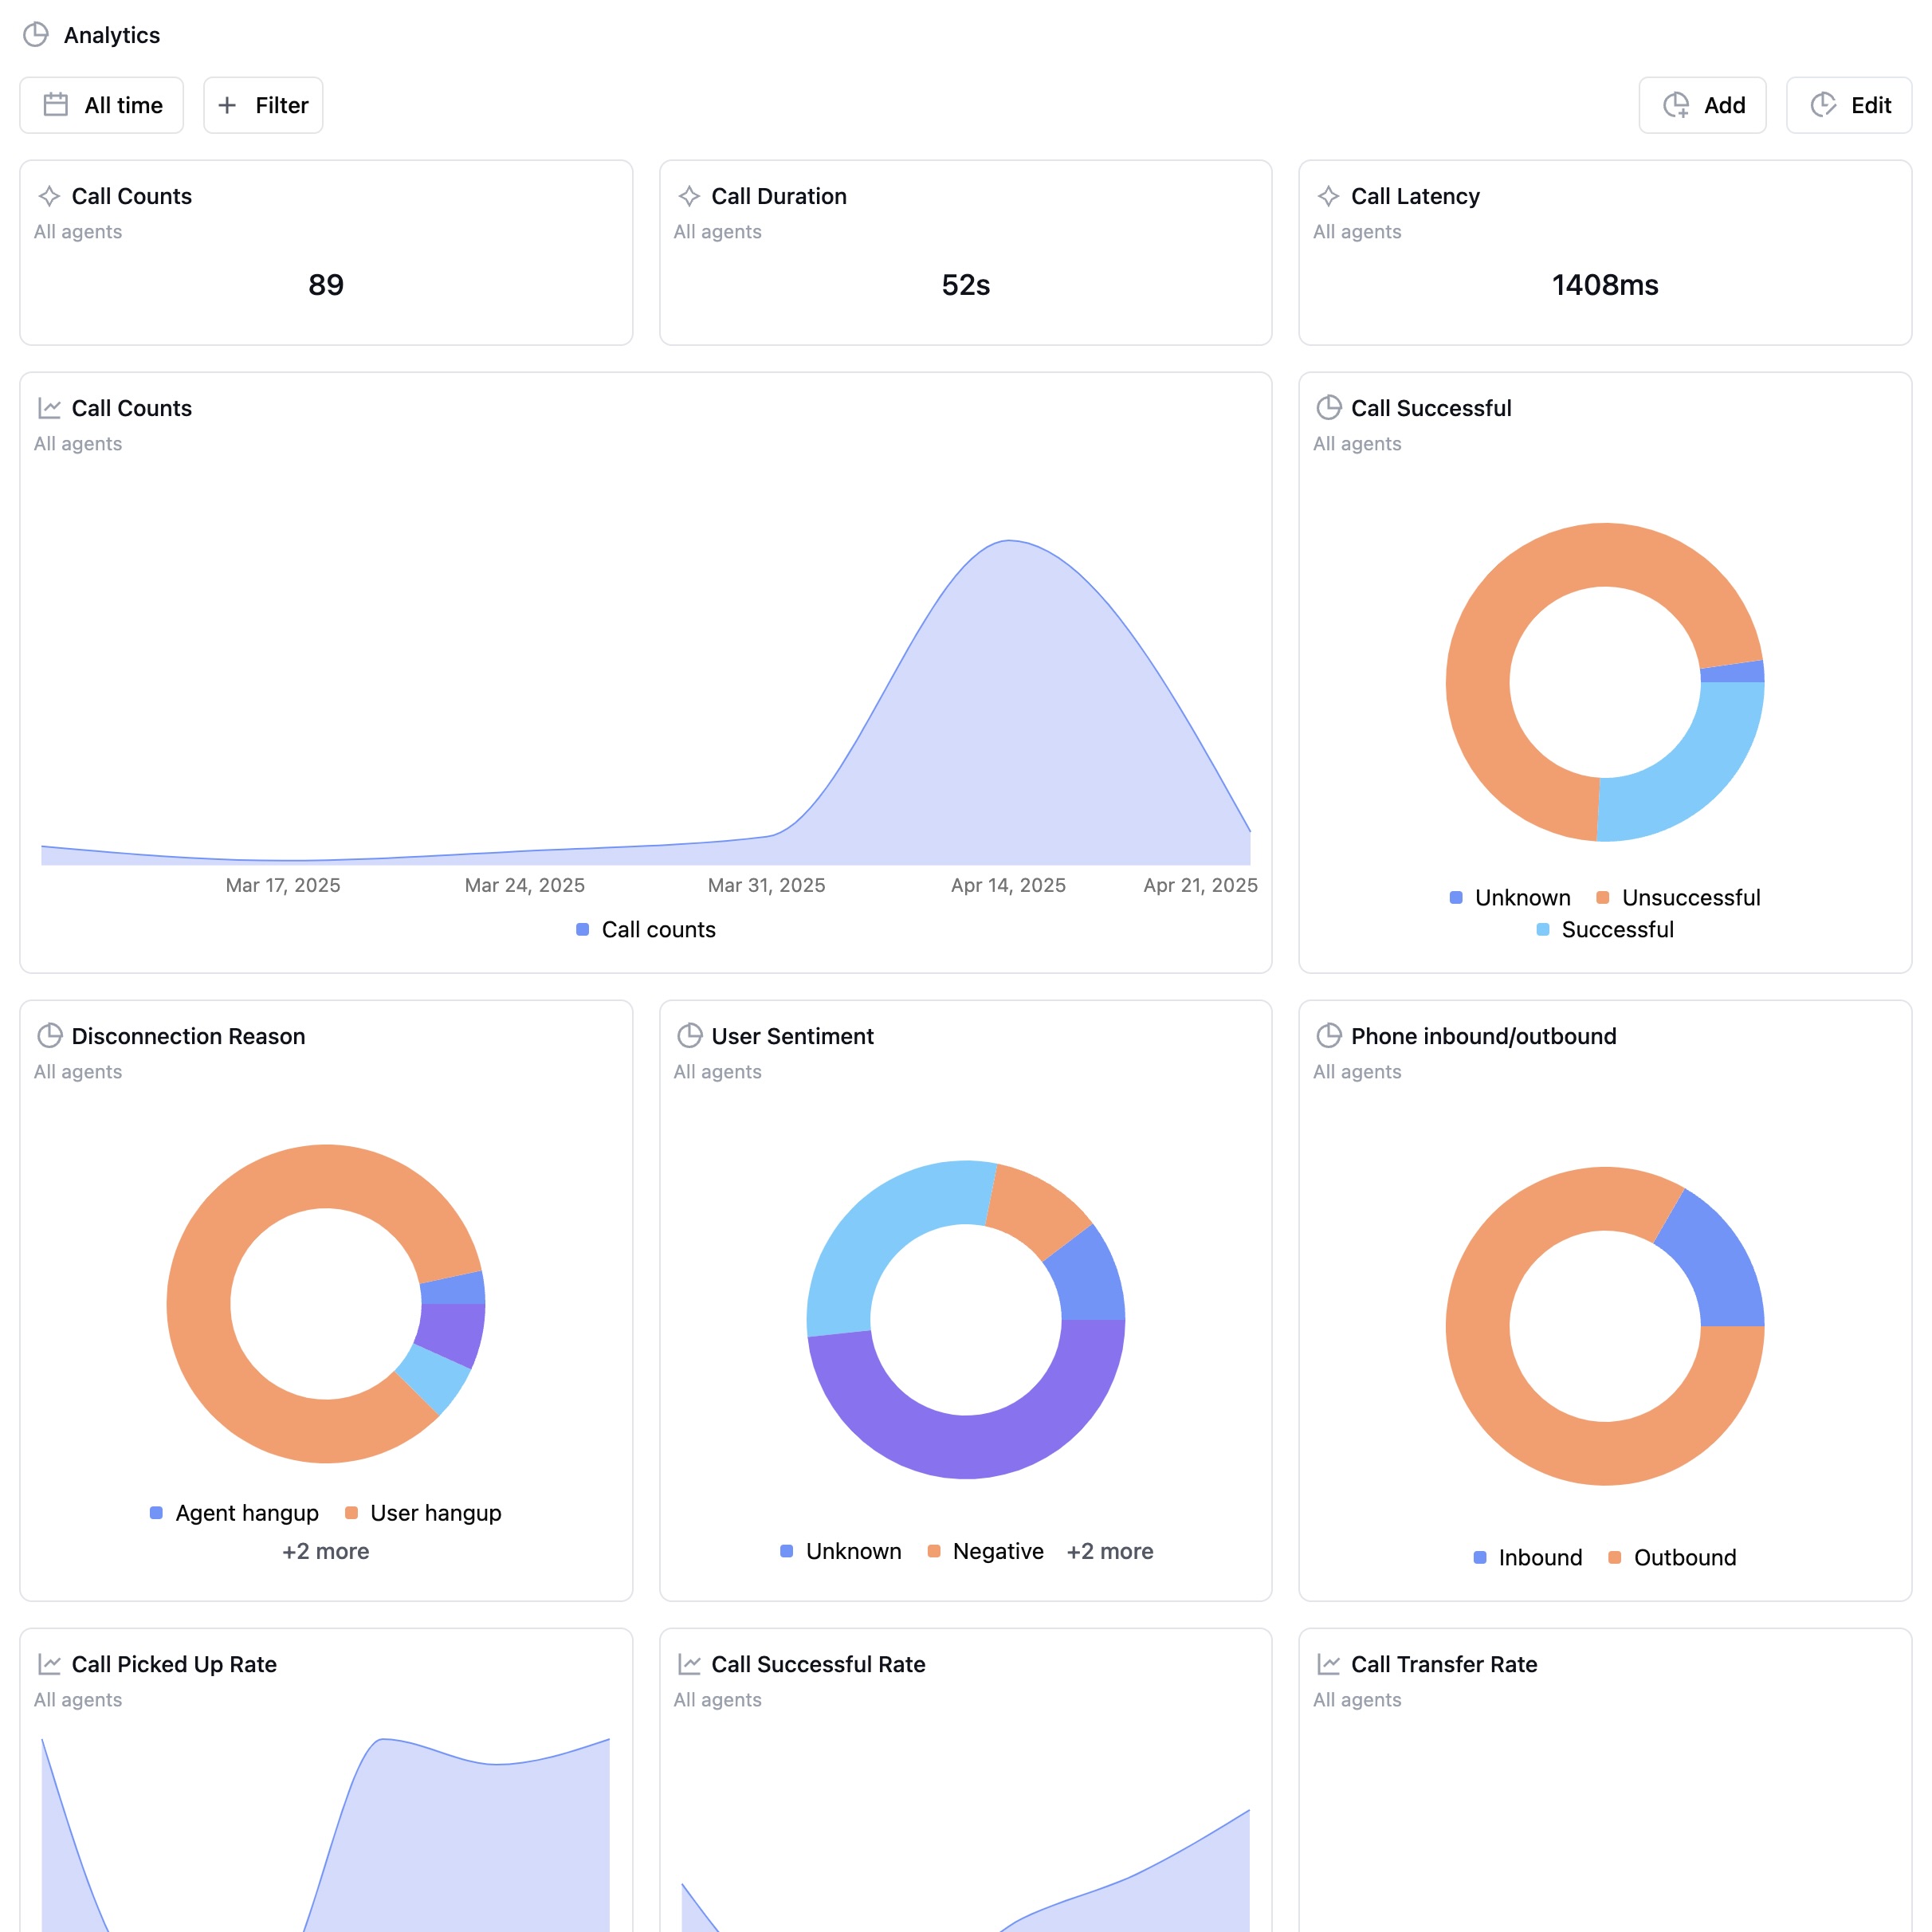 Analytics
All time
Filter
Add
Edit
Call Counts
All agents
89
Call Duration
All agents
52s
Call Latency
All agents
1408ms
Call Counts
All agents
Mar 17, 2025
Mar 24, 2025
Mar 31, 2025
Apr 14, 2025
Apr 21, 2025
Call counts
Call Successful
All agents
Unknown
Unsuccessful
Successful
Disconnection Reason
All agents
Agent hangup
User hangup
+2 more
User Sentiment
All agents
Unknown
Negative
+2 more
Phone inbound/outbound
All agents
Inbound
Outbound
Call Picked Up Rate
All agents
Call Successful Rate
All agents
Call Transfer Rate
All agents